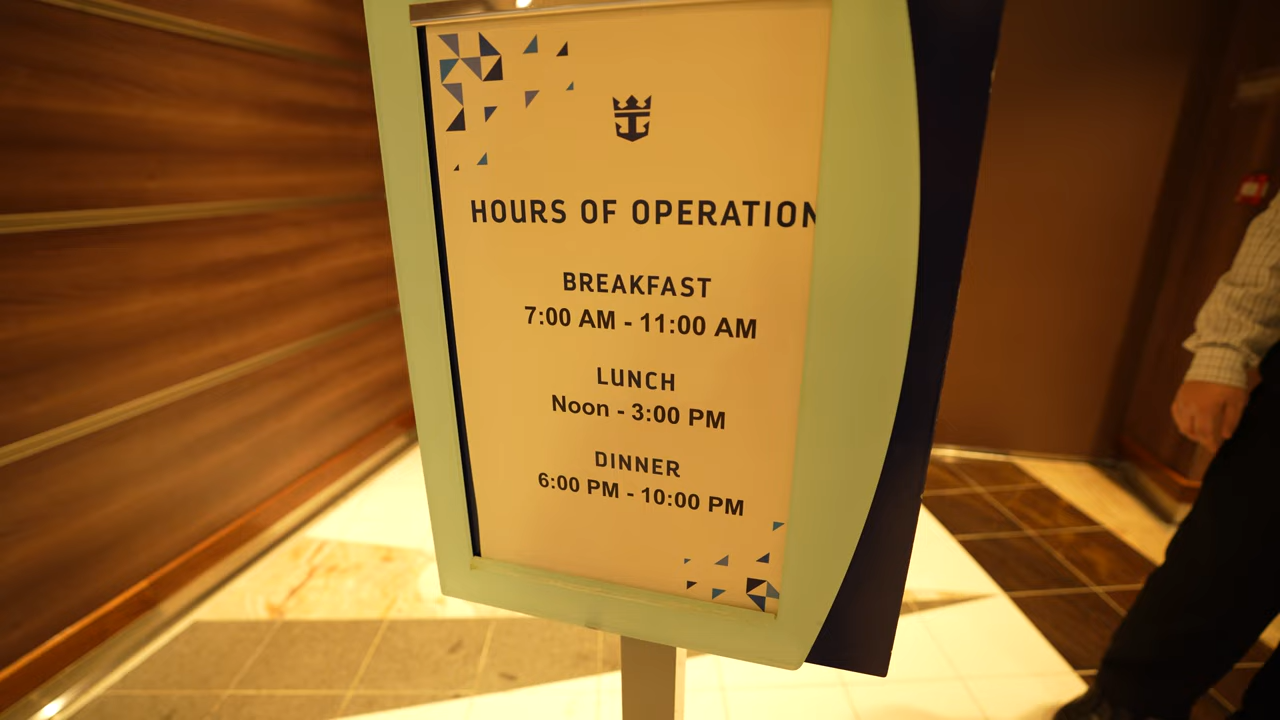 HOURS OF OPERATION
BREAKFAST
7:00 AM - 11:00 AM
LUNCH
Noon - 3:00 PM
DINNER
6:00 PM - 10:00 PM